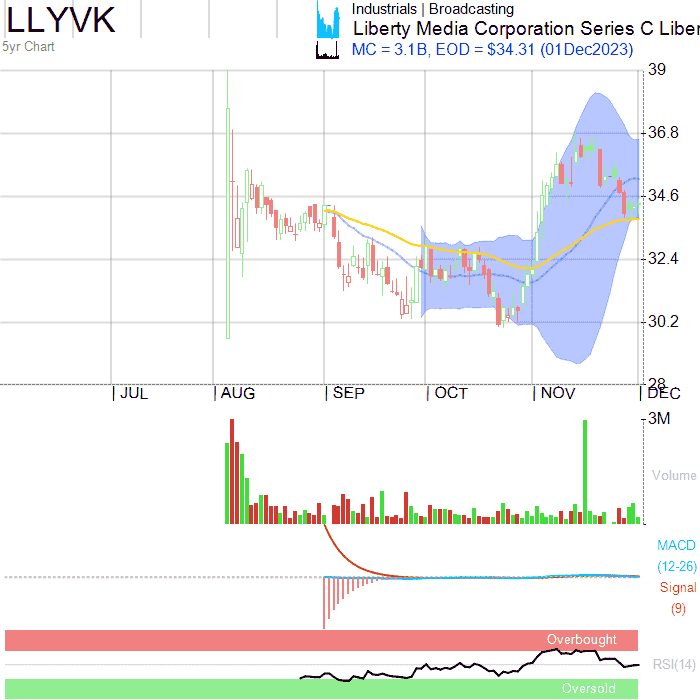 LLYVK
5yr Chart
Industrials | Broadcasting
Liberty Media Corporation Series C Liber
MC = 3.1B, EOD = $34.31 (01Dec2023)
39
36.8
34.6
32.4
30.2
28
JUL AUG SEP OCT NOV DEC
3M
Volume
MACD
(12-26)
Signal
(9)
Overbought
RSI(14)
Oversold